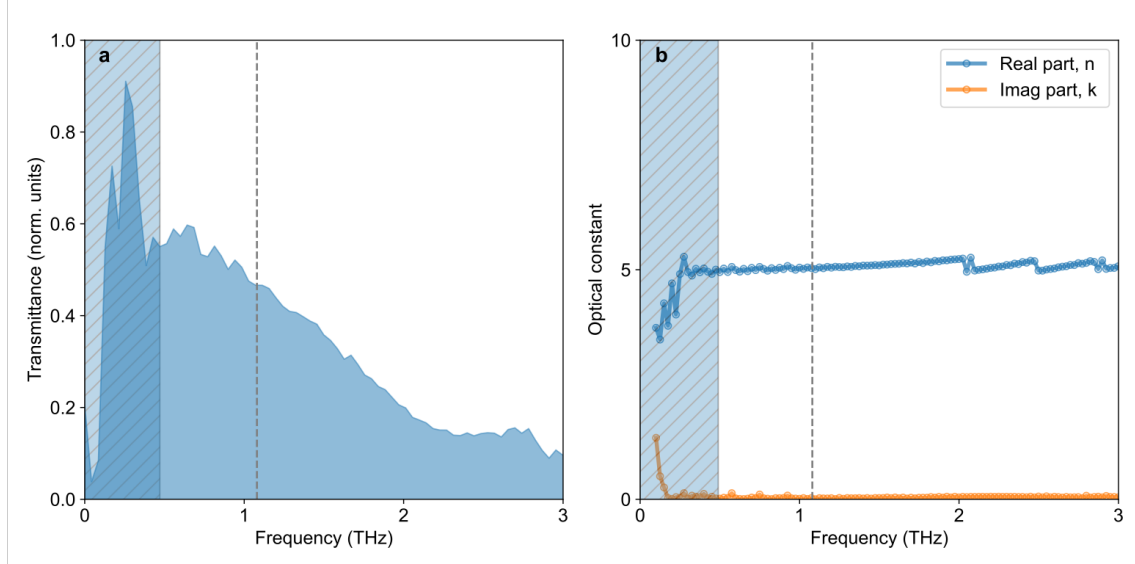 a
1.0
0.8
0.6
0.4
0.2
0.0
Transmittance (norm. units)
0
1
2
3
Frequency (THz)
b
Real part, n
Imag part, k
10
5
0
Optical constant
0
1
2
3
Frequency (THz)